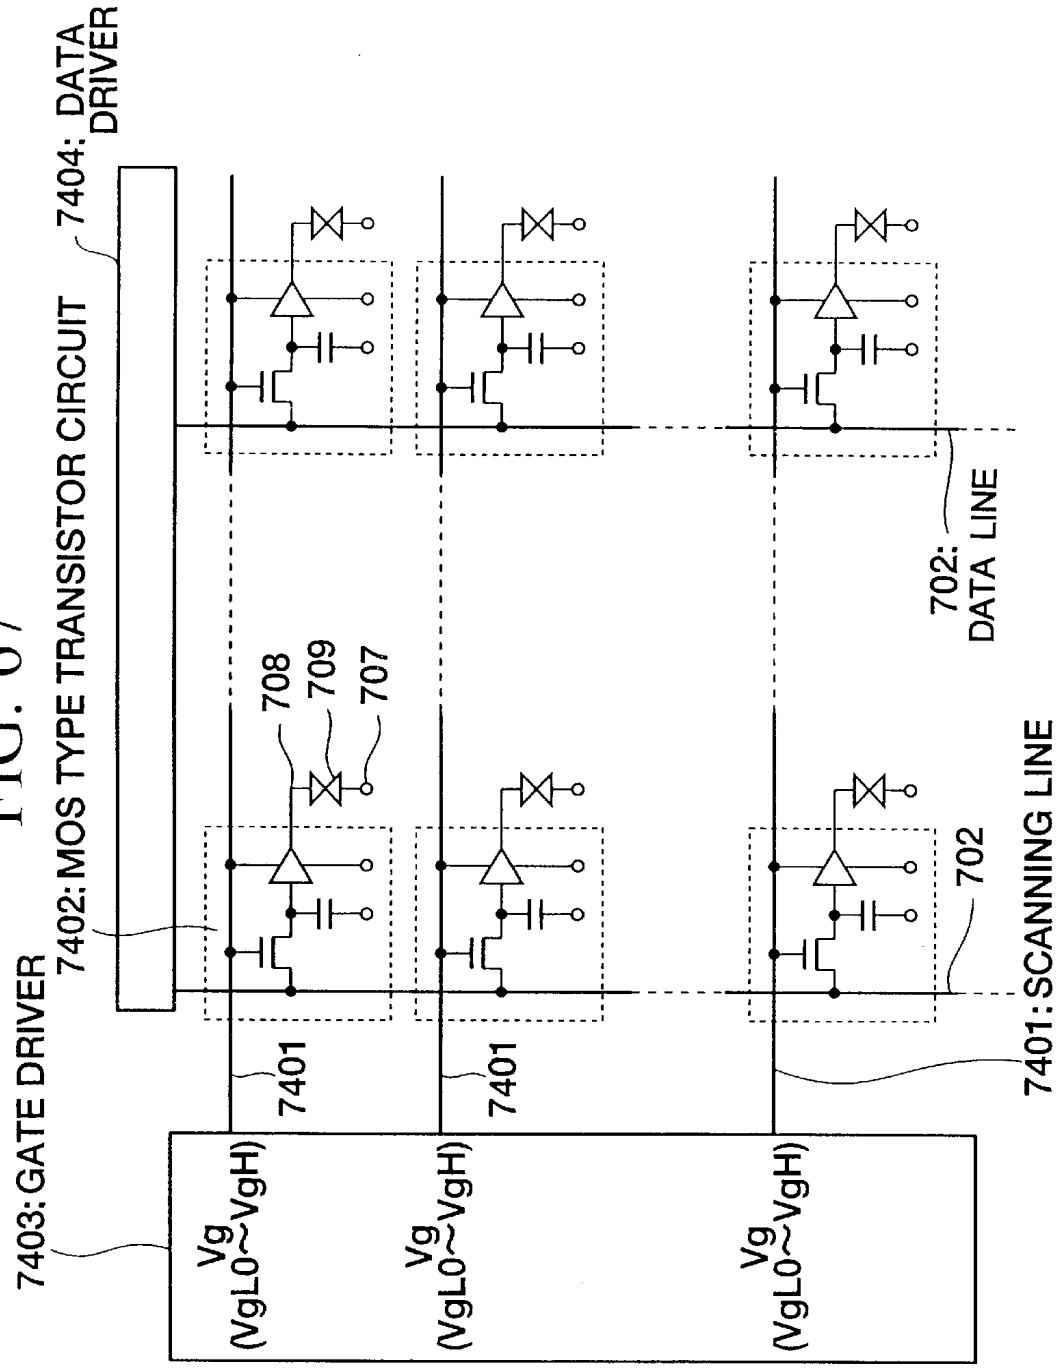 FIG. 67
7403: GATE DRIVER
7402: MOS TYPE TRANSISTOR CIRCUIT
7404: DATA
DRIVER
Vg
(VgL0~VgH)
7401
708
709
707
Vg
(VgL0~VgH)
7401
Vg
(VgL0~VgH)
702
702:
DATA LINE
7401: SCANNING LINE